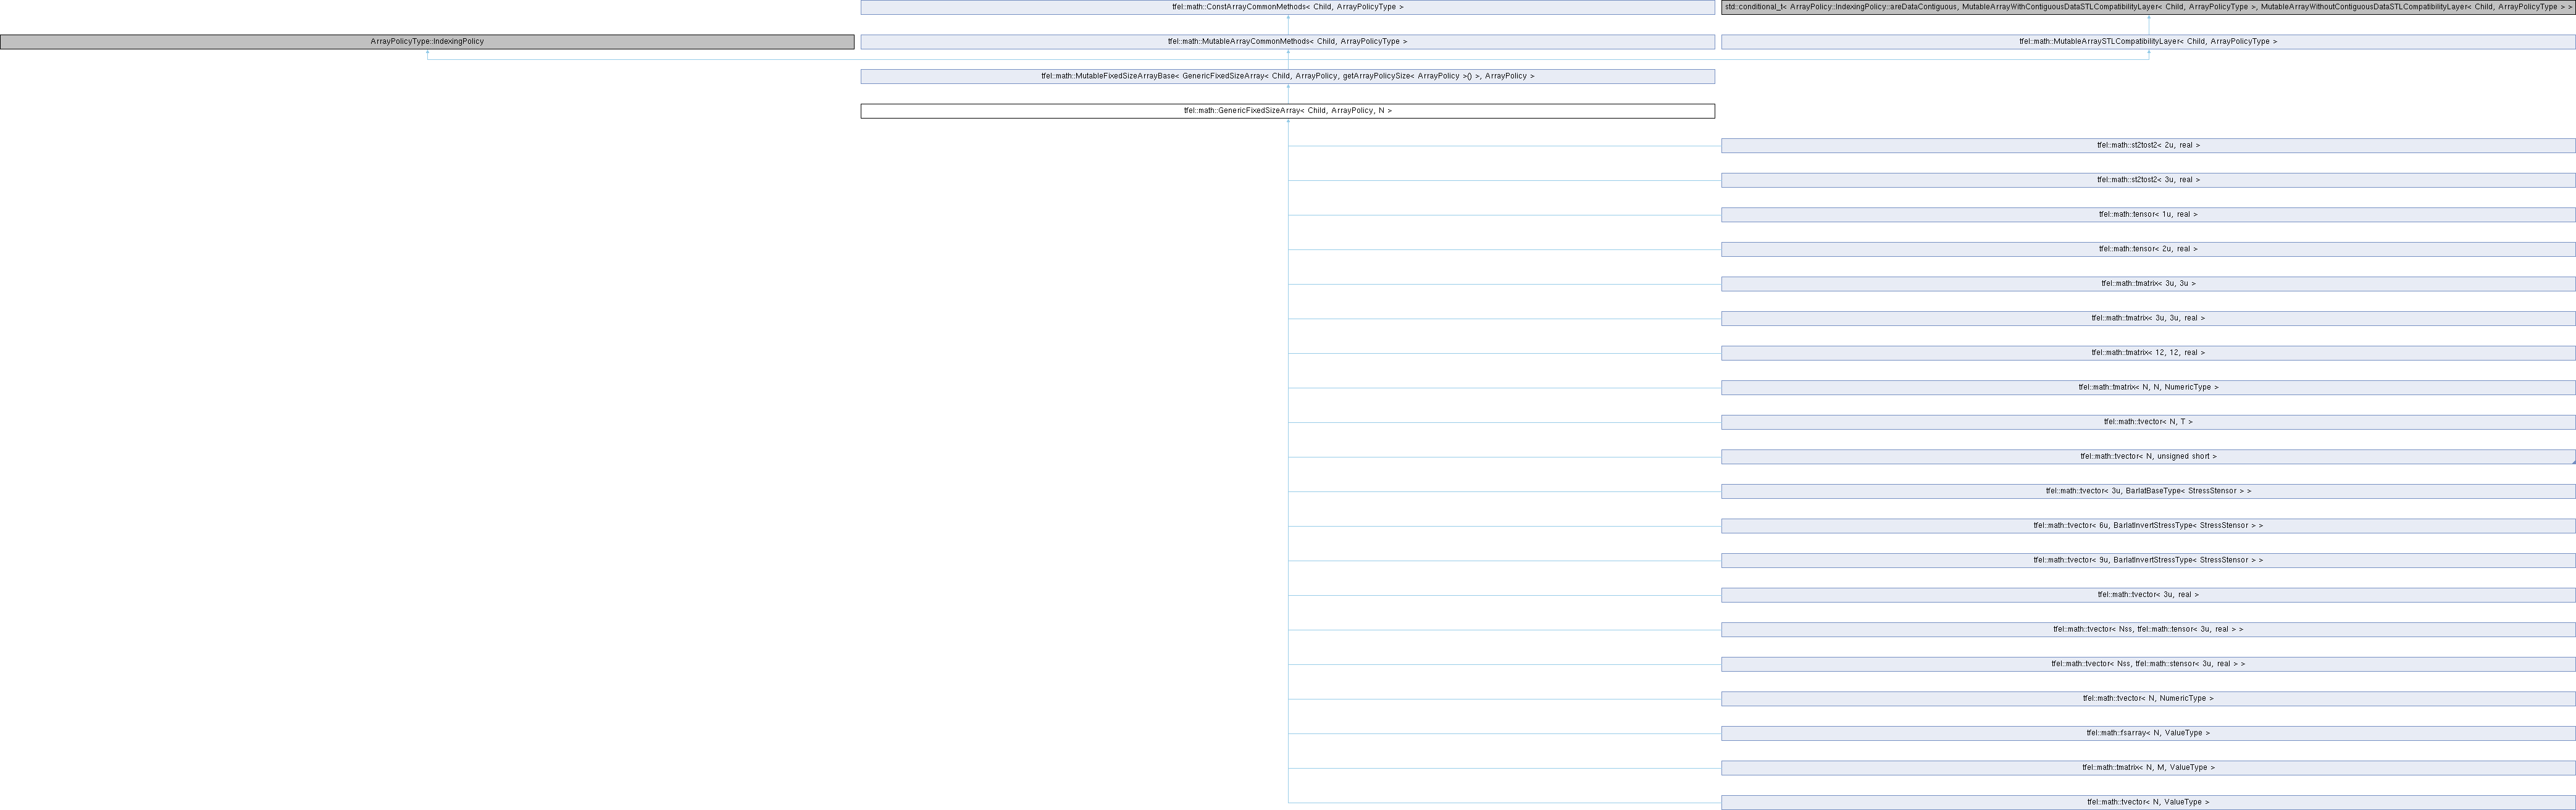 tfel::math::ConstArrayCommonMethods< Child, ArrayPolicyType >
std::conditional_t< ArrayPolicy::IndexingPolicy::areDataContiguous, MutableArrayWithContiguousDataSTLCompatibilityLayer< Child, ArrayPolicyType >, MutableArrayWithoutContiguousDataSTLCompatibilityLayer< Child, ArrayPolicyType > >
ArrayPolicyType::IndexingPolicy
tfel::math::MutableArrayCommonMethods< Child, ArrayPolicyType >
tfel::math::MutableArraySTLCompatibilityLayer< Child, ArrayPolicyType >
tfel::math::MutableFixedSizeArrayBase< GenericFixedSizeArray< Child, ArrayPolicy, getArrayPolicySize< ArrayPolicy >() >, ArrayPolicy >
tfel::math::GenericFixedSizeArray< Child, ArrayPolicy, N >
tfel::math::st2tost2< 2u, real >
tfel::math::st2tost2< 3u, real >
tfel::math::tensor< 1u, real >
tfel::math::tensor< 2u, real >
tfel::math::tmatrix< 3u, 3u >
tfel::math::tmatrix< 3u, 3u, real >
tfel::math::tmatrix< 12, 12, real >
tfel::math::tmatrix< N, N, NumericType >
tfel::math::tvector< N, T >
tfel::math::tvector< N, unsigned short >
tfel::math::tvector< 3u, BarlatBaseType< StressStensor > >
tfel::math::tvector< 6u, BarlatInvertStressType< StressStensor > >
tfel::math::tvector< 9u, BarlatInvertStressType< StressStensor > >
tfel::math::tvector< 3u, real >
tfel::math::tvector< Nss, tfel::math::tensor< 3u, real > >
tfel::math::tvector< Nss, tfel::math::stensor< 3u, real > >
tfel::math::tvector< N, NumericType >
tfel::math::fsarray< N, ValueType >
tfel::math::tmatrix< N, M, ValueType >
tfel::math::tvector< N, ValueType >